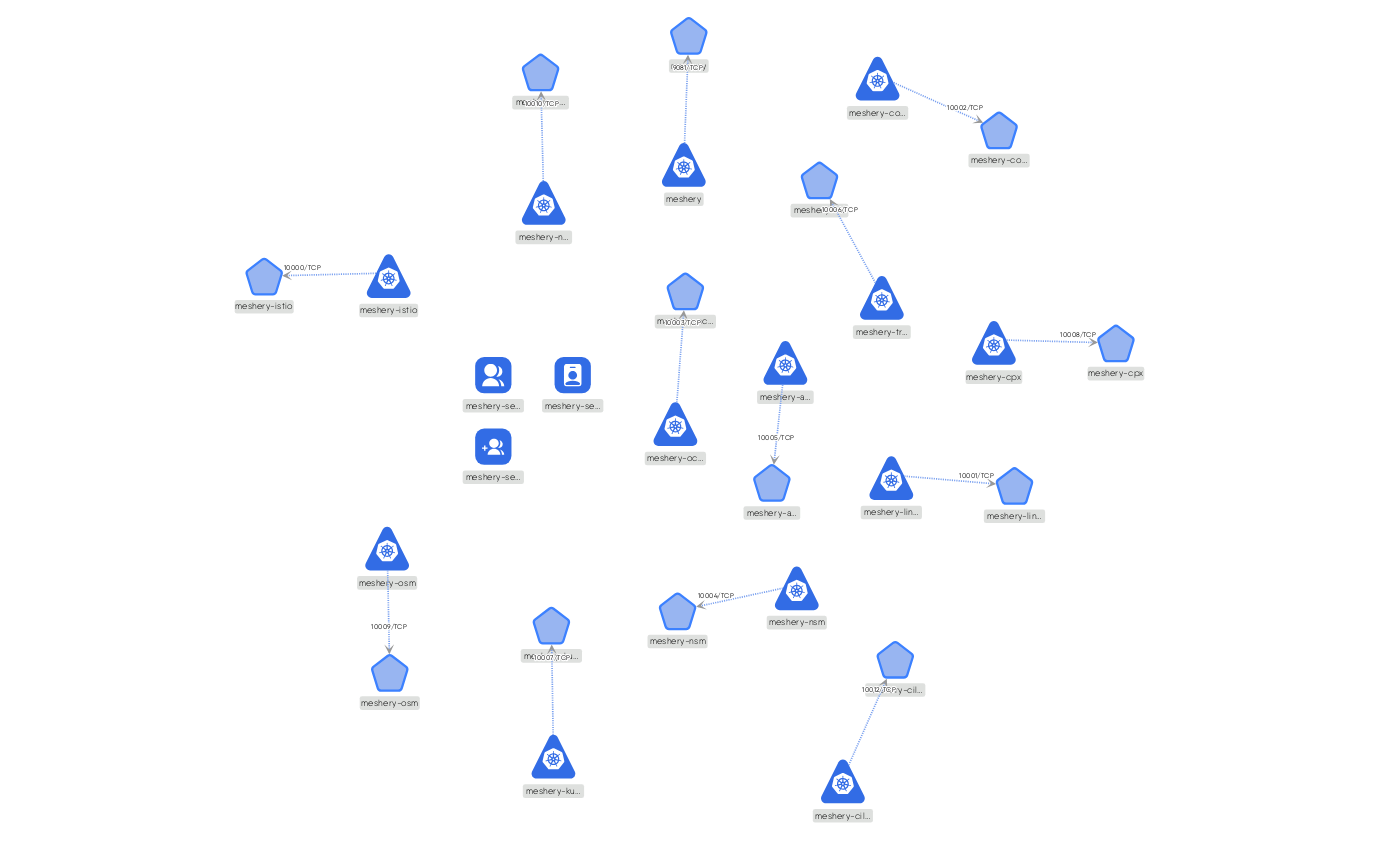 (9081/TCP)
10010/TCP
10002/TCP
meshery-co...
meshery-co...
meshery
10006/TCP
meshery-n...
10000/TCP
meshery-istio
meshery-istio
10003/TCP
meshery-tr...
10008/TCP
meshery-cpx
meshery-cpx
meshery-a...
meshery-se...
meshery-se...
10005/TCP
meshery-oc...
meshery-se...
10001/TCP
meshery-a...
meshery-lin...
meshery-lin...
meshery-osm
10004/TCP
10009/TCP
meshery-nsm
meshery-nsm
10007/TCP
10012/TCP
meshery-osm
meshery-ku...
meshery-cil...